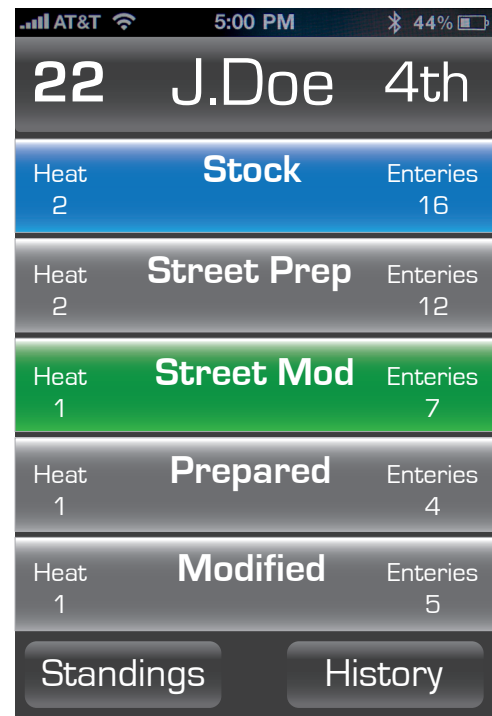 AT&T 5:00 PM 44%
22 J.Doe 4th
Heat Stock Enteries
2 16
Heat Street Prep Enteries
2 12
Heat Street Mod Enteries
1 7
Heat Prepared Enteries
1 4
Heat Modified Enteries
1 5
Standings History